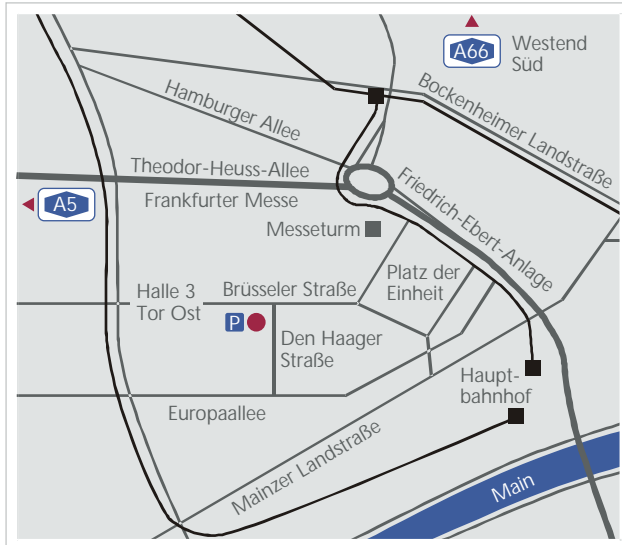 A66
Westend
Süd
Bockenheimer Landstraße
Hamburger Allee
Theodor-Heuss-Allee
A5
Frankfurter Messe
Friedrich-Ebert-Anlage
Messeturm
Platz der
Einheit
Halle 3
Tor Ost
Brüsseler Straße
P
Den Haager
Straße
Haupt-
bahnhof
Europaallee
Mainzer Landstraße
Main